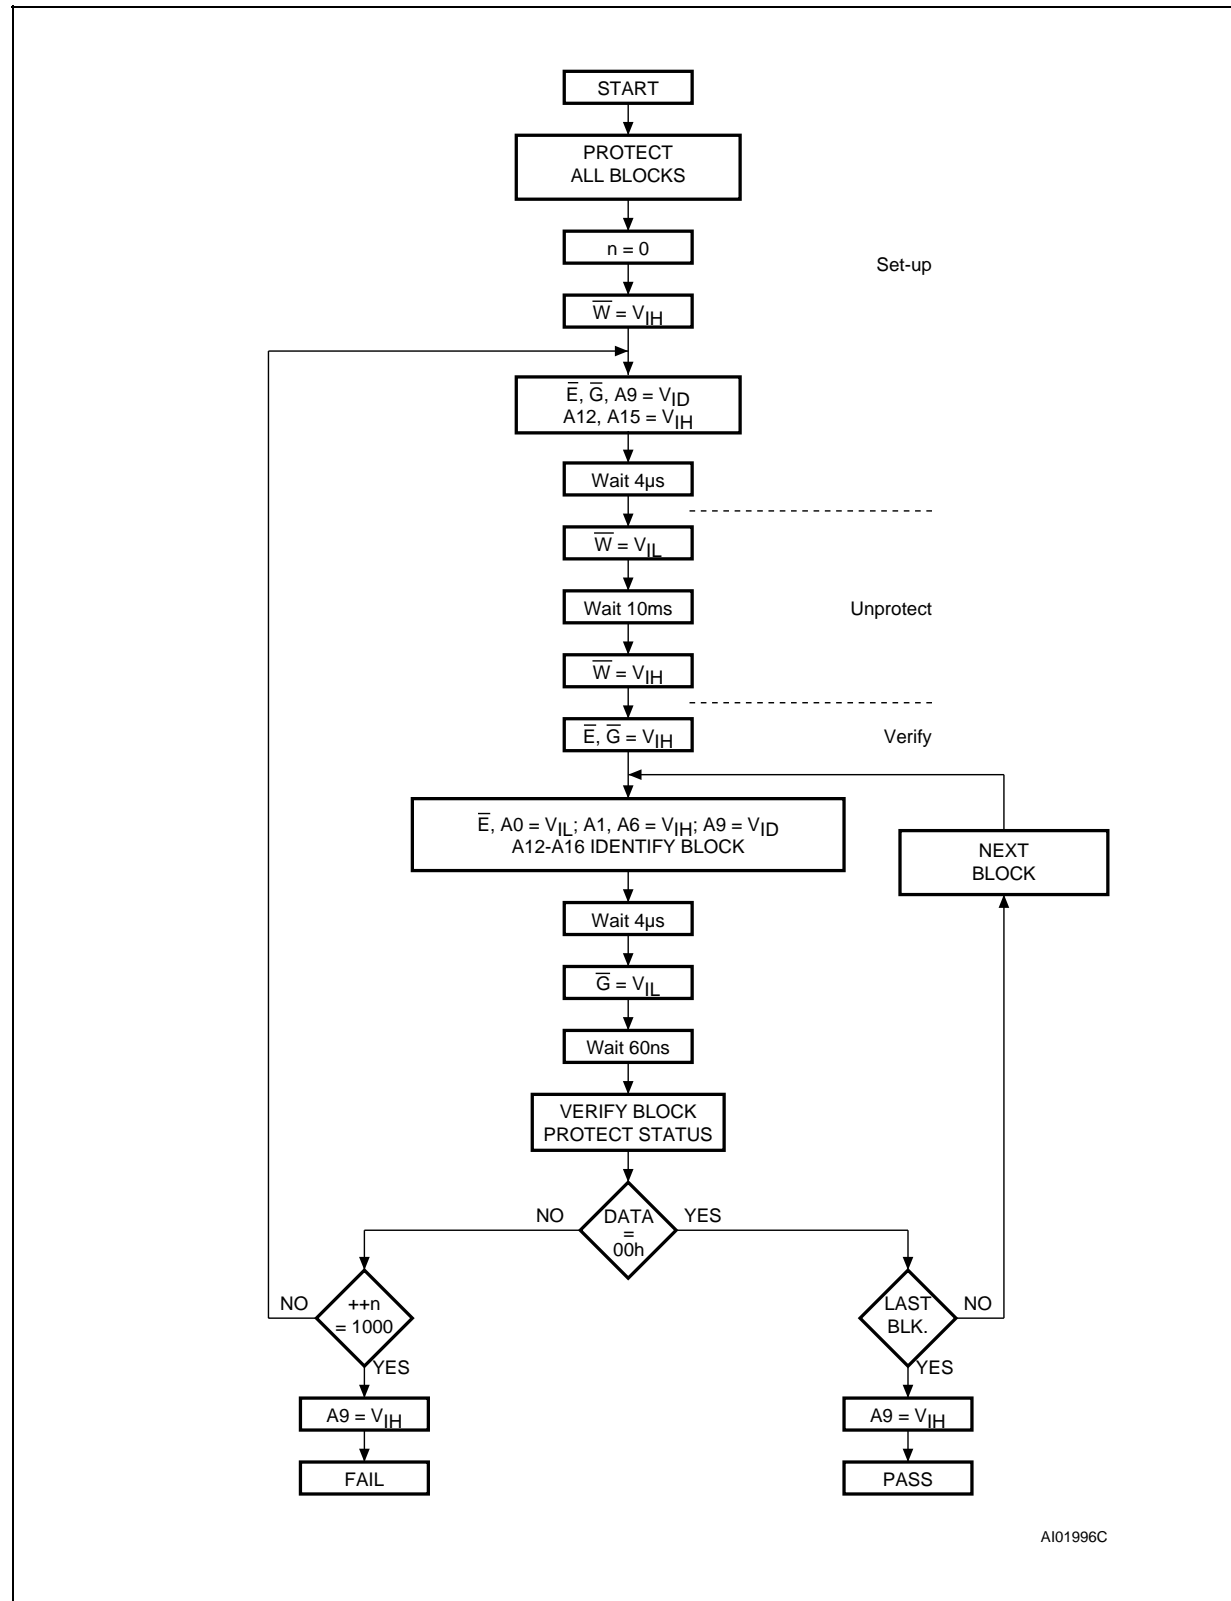 START
PROTECT
ALL BLOCKS
n = 0
Set-up
W̅ = VIH
E̅, G̅, A9 = VID
A12, A15 = VIH
Wait 4µs
W̅ = VIL
Wait 10ms
Unprotect
W̅ = VIH
E̅, G̅ = VIH
Verify
E̅, A0 = VIL; A1, A6 = VIH; A9 = VID
A12-A16 IDENTIFY BLOCK
NEXT
BLOCK
Wait 4µs
G̅ = VIL
Wait 60ns
VERIFY BLOCK
PROTECT STATUS
NO
DATA
=
00h
YES
NO
++n
= 1000
YES
LAST
BLK.
NO
YES
A9 = VIH
A9 = VIH
FAIL
PASS
AI01996C